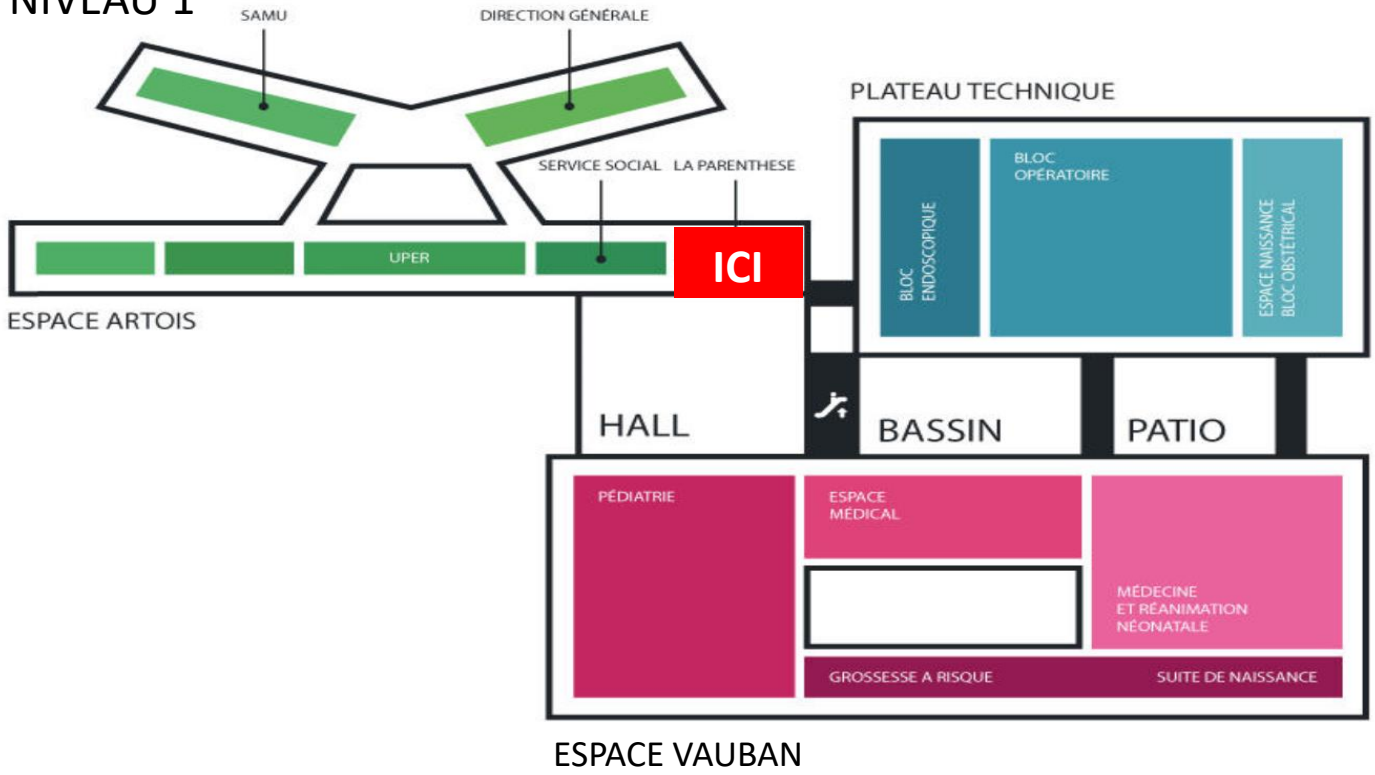 NIVEAU 1
SAMU
DIRECTION GÉNÉRALE
PLATEAU TECHNIQUE
SERVICE SOCIAL
LA PARENTHESE
UPER
ICI
BLOC
ENDOSCOPIQUE
BLOC
OPÉRATOIRE
ESPACE NAISSANCE
BLOC OBSTÉTRICAL
ESPACE ARTOIS
HALL
BASSIN
PATIO
PÉDIATRIE
ESPACE
MÉDICAL
MÉDECINE
ET RÉANIMATION
NÉONATALE
GROSSESSE A RISQUE
SUITE DE NAISSANCE
ESPACE VAUBAN